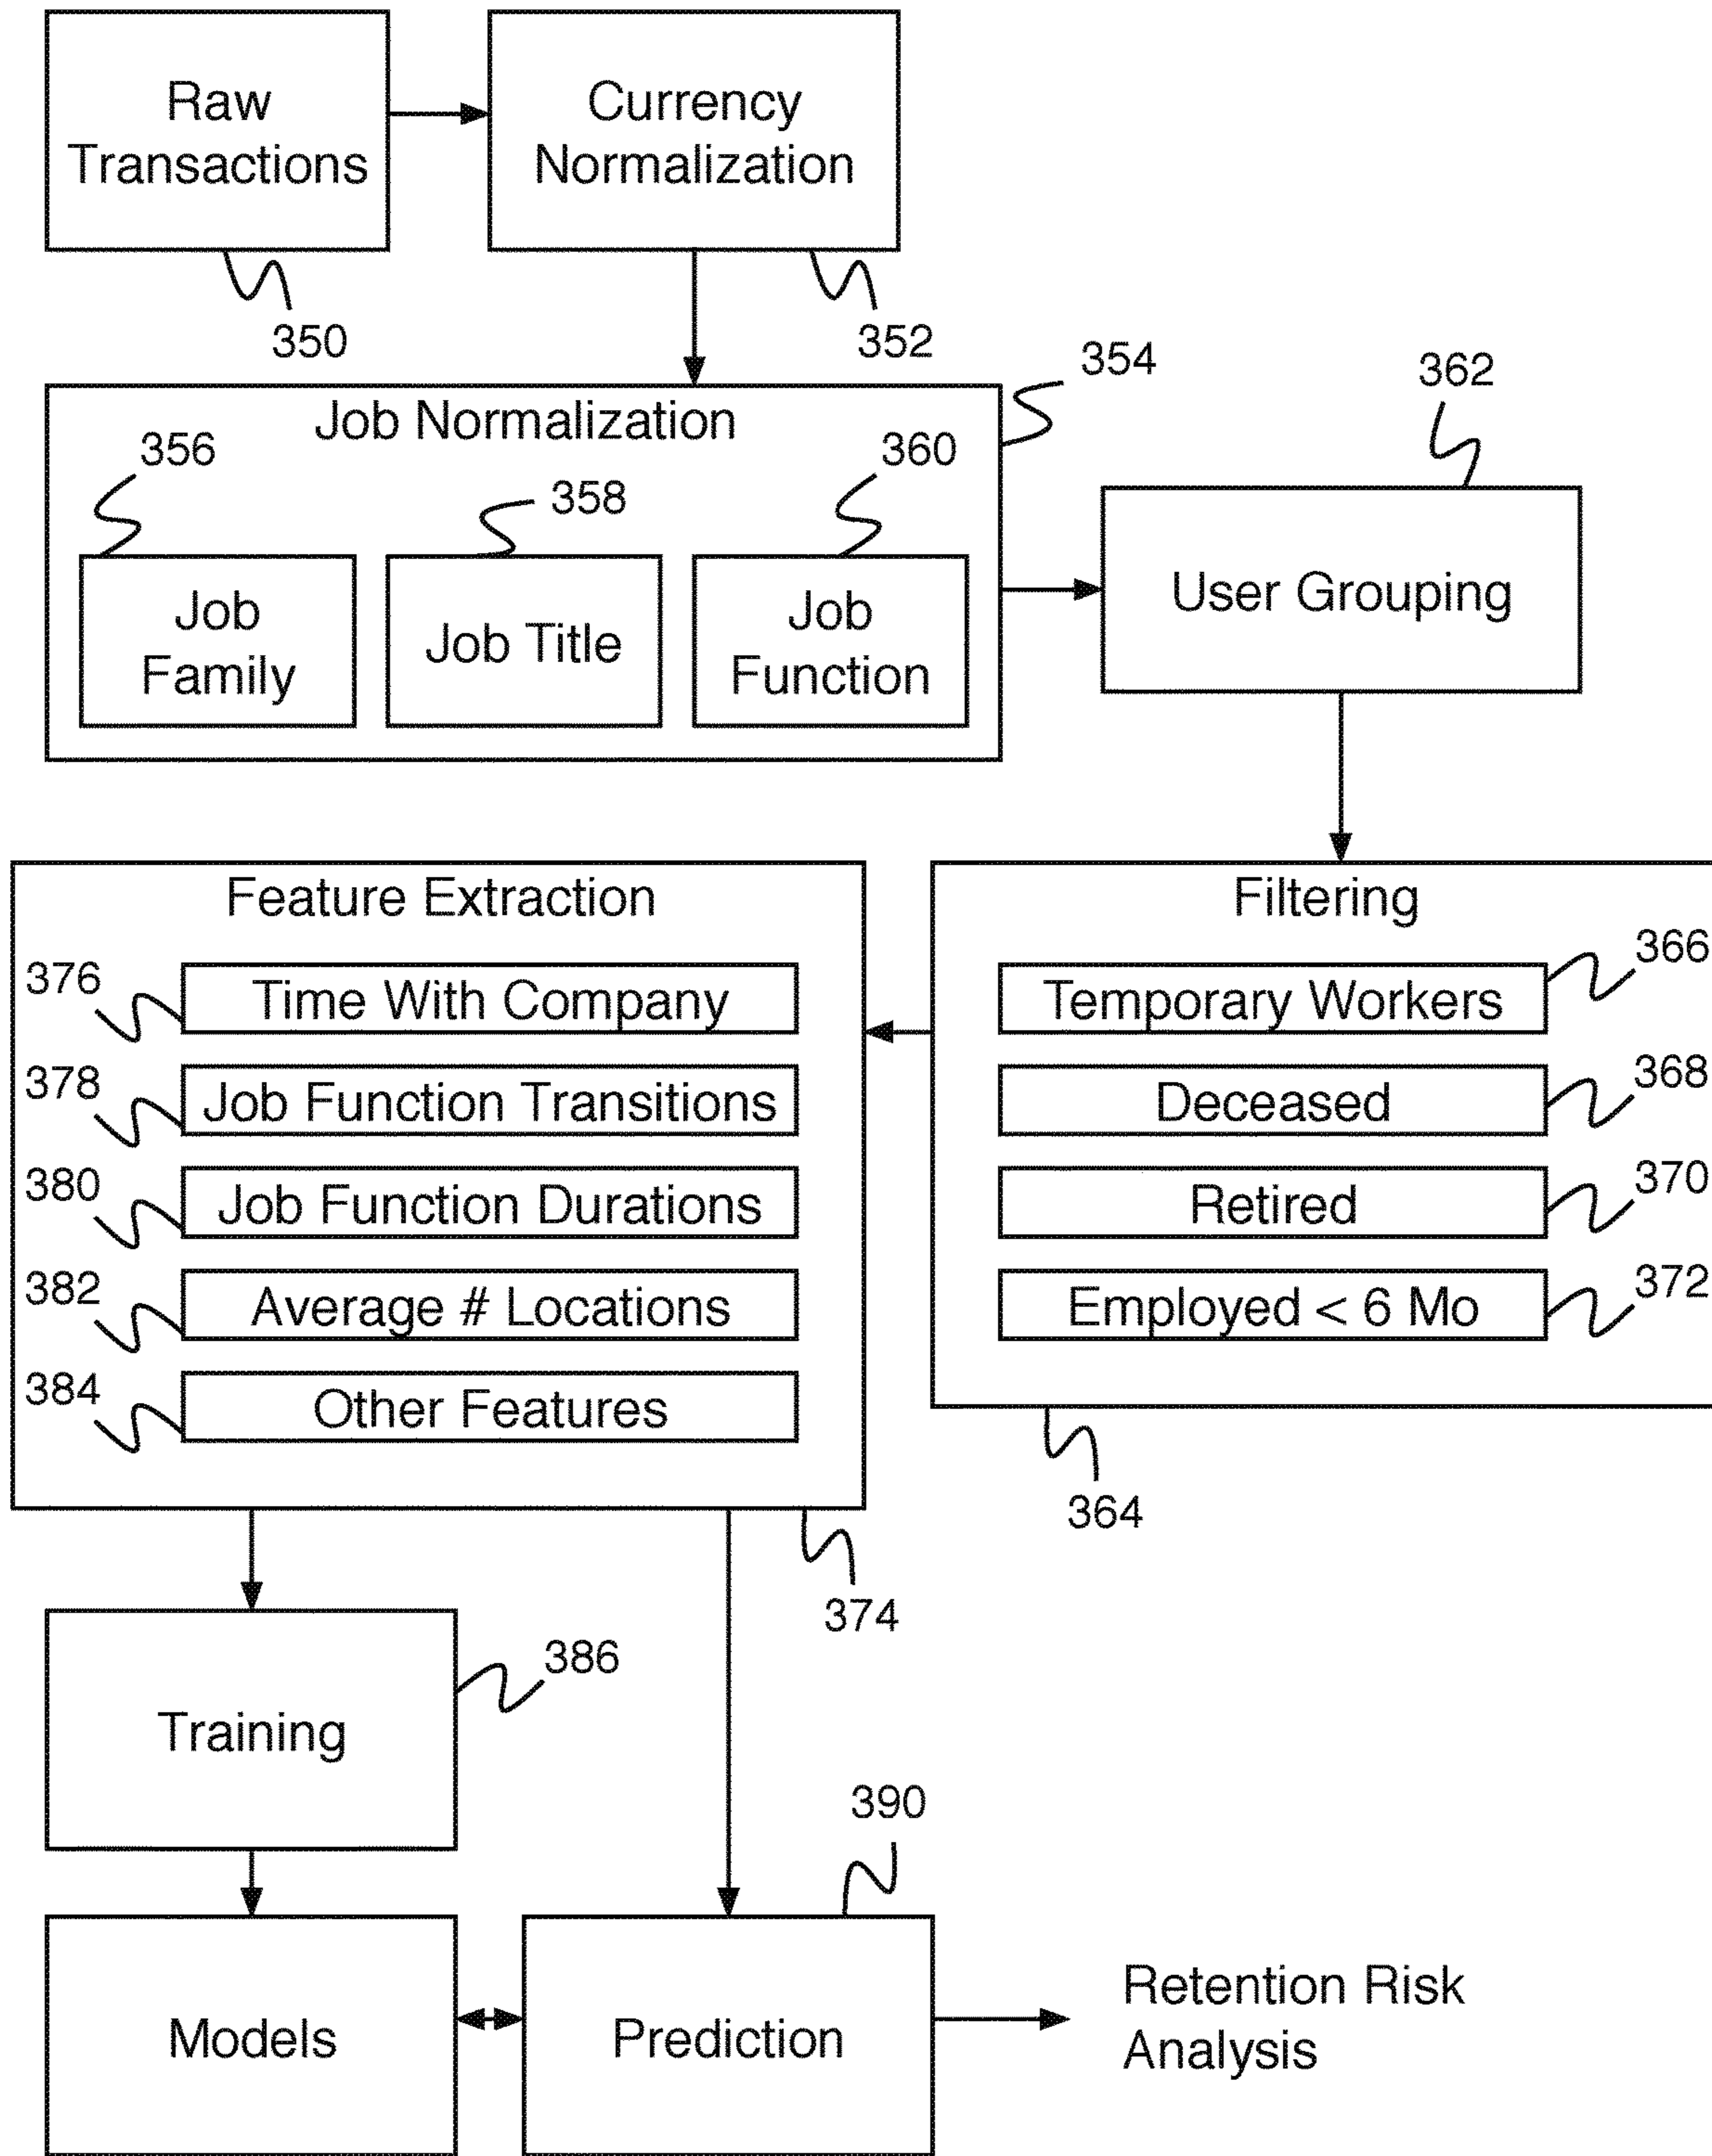 Raw
Transactions
Currency
Normalization
350
352
354
362
Job Normalization
356
358
360
Job
Family
Job Title
Job
Function
User Grouping
Feature Extraction
376
Time With Company
378
Job Function Transitions
380
Job Function Durations
382
Average # Locations
384
Other Features
374
Filtering
366
Temporary Workers
368
Deceased
370
Retired
372
Employed < 6 Mo
364
Training
386
390
Models
Prediction
Retention Risk
Analysis